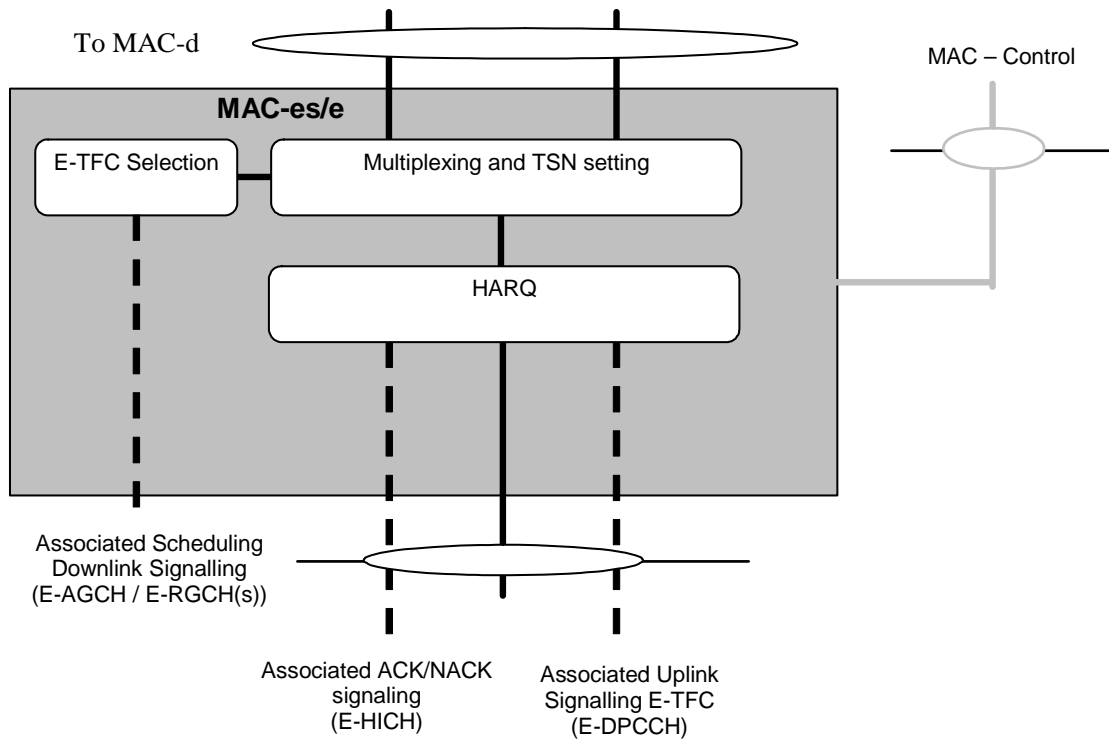 To MAC-d
MAC – Control
MAC-es/e
E-TFC Selection
Multiplexing and TSN setting
HARQ
Associated Scheduling
Downlink Signalling
(E-AGCH / E-RGCH(s))
Associated ACK/NACK
signaling
(E-HICH)
Associated Uplink
Signalling E-TFC
(E-DPCCH)